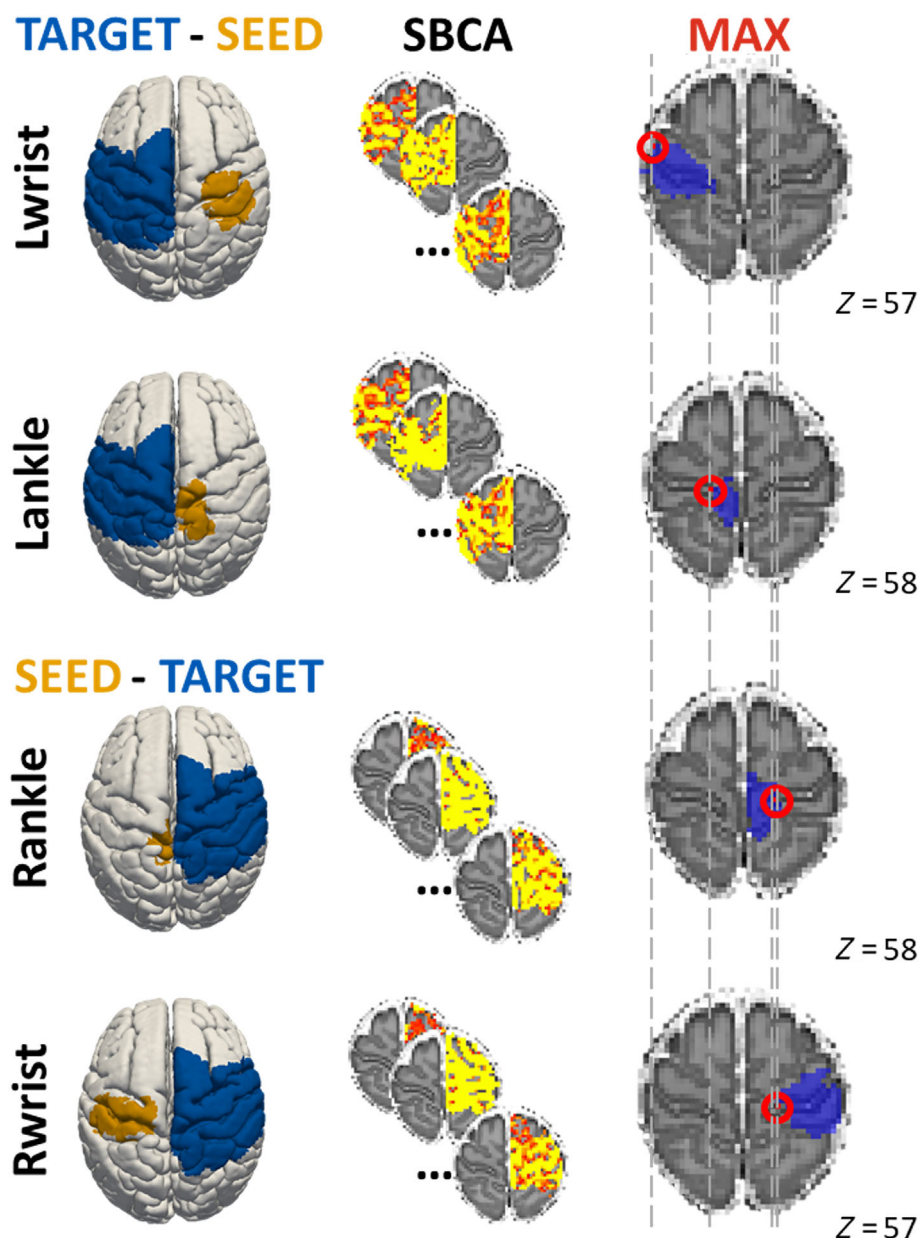 TARGET - SEED SBCA MAX
Lwrist
...
Z = 57
Lankle
...
Z = 58
SEED - TARGET
Rankle
...
Z = 58
Rwrist
...
Z = 57